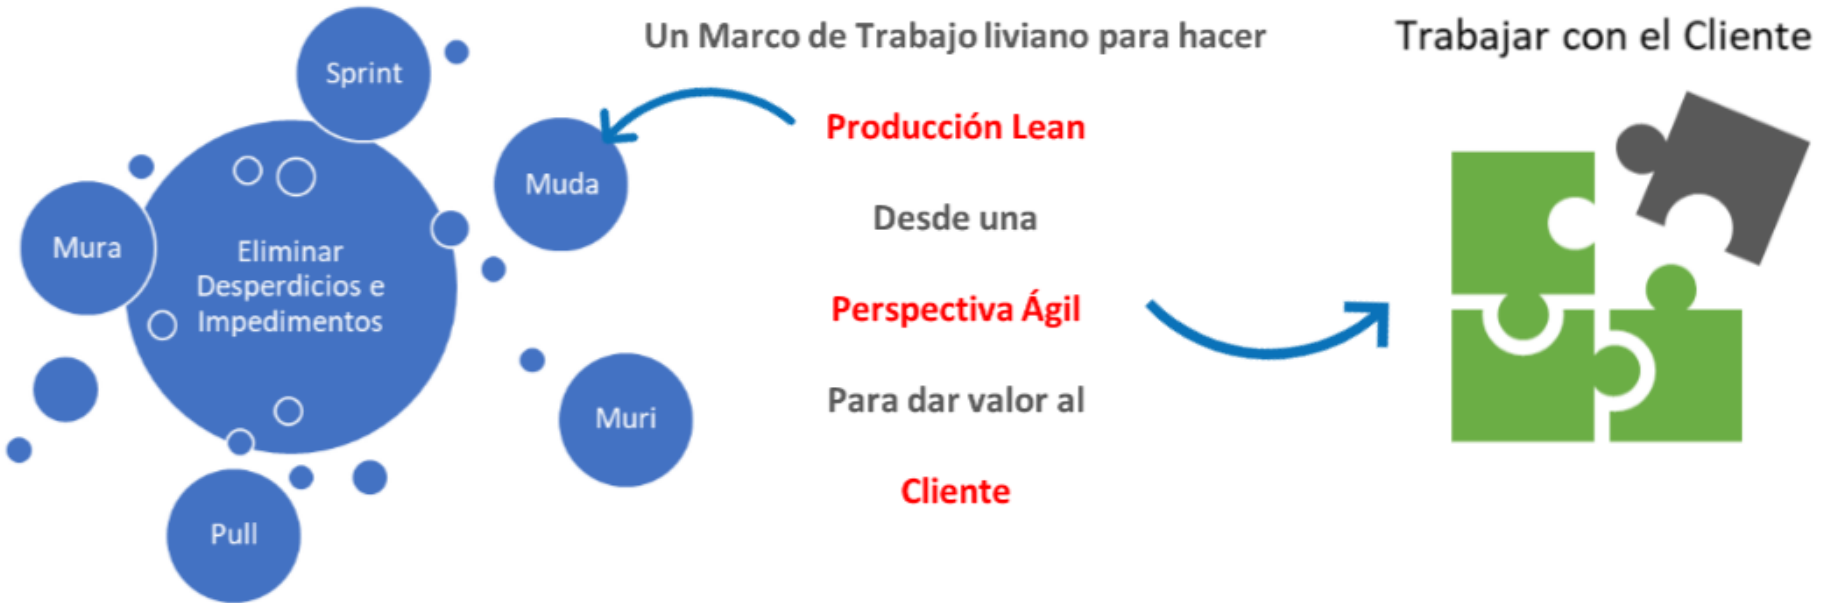 Sprint
Muda
Mura
Eliminar
Desperdicios e
Impedimentos
Muri
Pull
Un Marco de Trabajo liviano para hacer
Producción Lean
Desde una
Perspectiva Ágil
Para dar valor al
Cliente
Trabajar con el Cliente